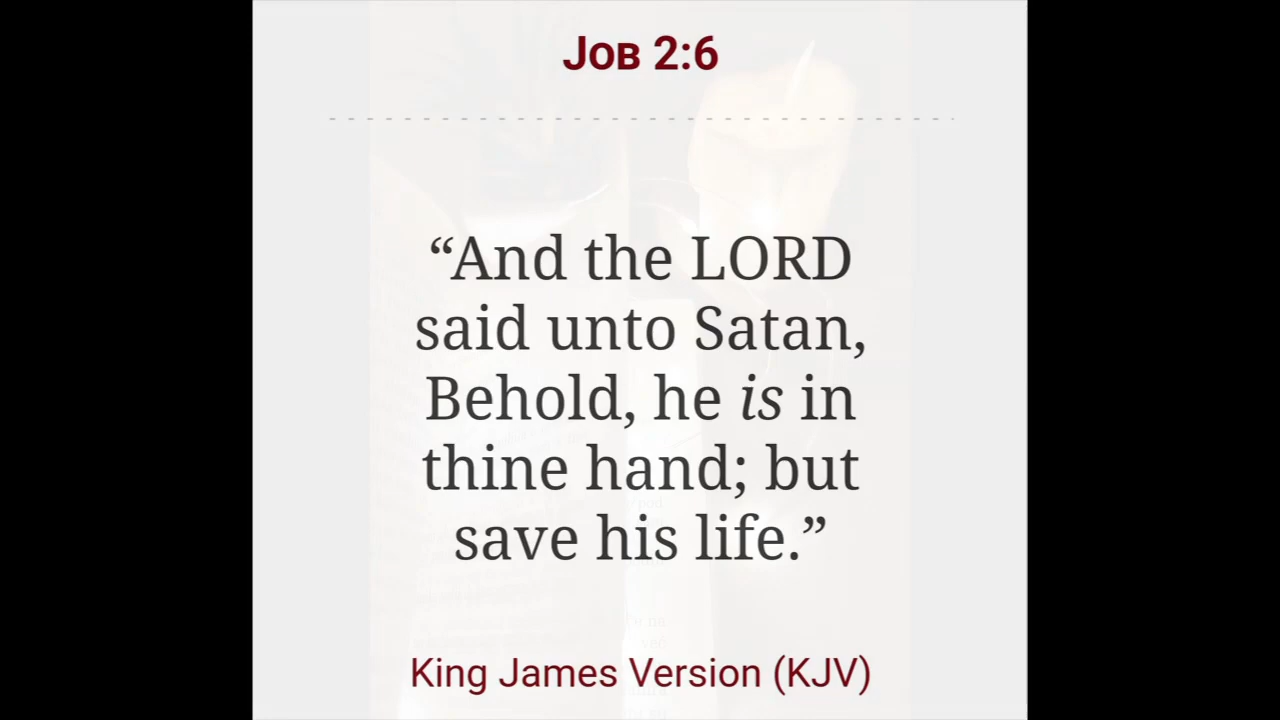 Job 2:6
“And the LORD
said unto Satan,
Behold, he is in
thine hand; but
save his life.”
King James Version (KJV)